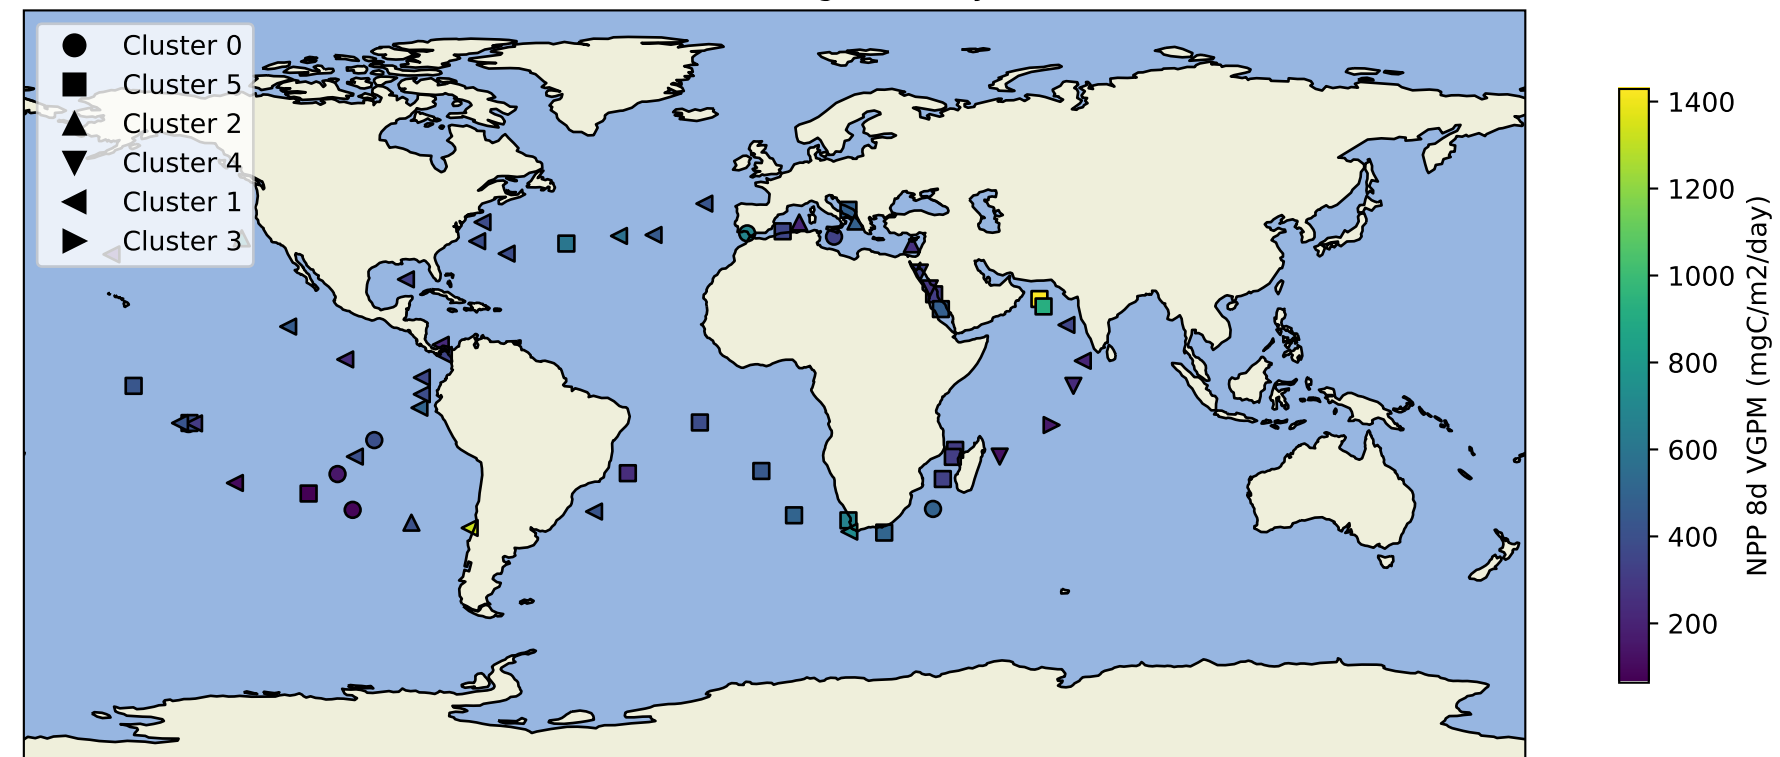 Cluster 0
Cluster 5
Cluster 2
Cluster 4
Cluster 1
Cluster 3
1400
1200
1000
800
600
400
200
NPP 8d VGPM (mgC/m2/day)